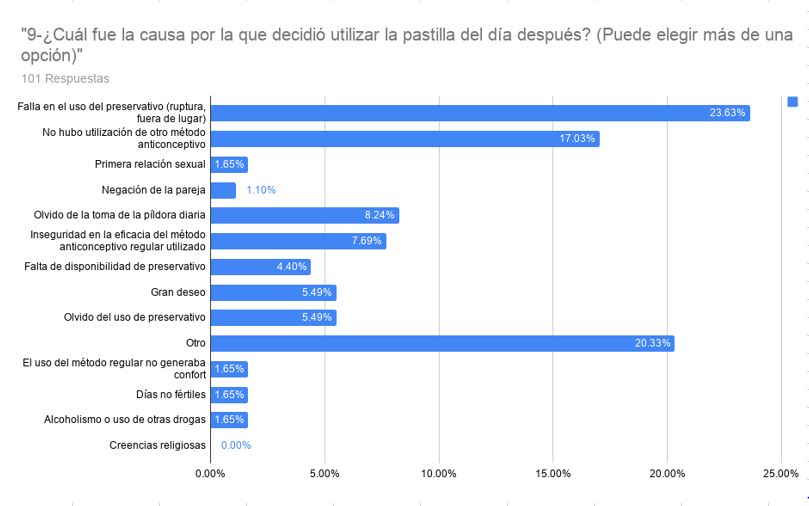 "9-¿Cuál fue la causa por la que decidió utilizar la pastilla del día después? (Puede elegir más de una
opción)"
101 Respuestas
Falla en el uso del preservativo (ruptura,
fuera de lugar)
23.63%
No hubo utilización de otro método
anticonceptivo
17.03%
Primera relación sexual
1.65%
Negación de la pareja
1.10%
Olvido de la toma de la píldora diaria
8.24%
Inseguridad en la eficacia del método
anticonceptivo regular utilizado
7.69%
Falta de disponibilidad de preservativo
4.40%
Gran deseo
5.49%
Olvido del uso de preservativo
5.49%
Otro
20.33%
El uso del método regular no generaba
confort
1.65%
Días no fértiles
1.65%
Alcoholismo o uso de otras drogas
1.65%
Creencias religiosas
0.00%
0.00%
5.00%
10.00%
15.00%
20.00%
25.00%